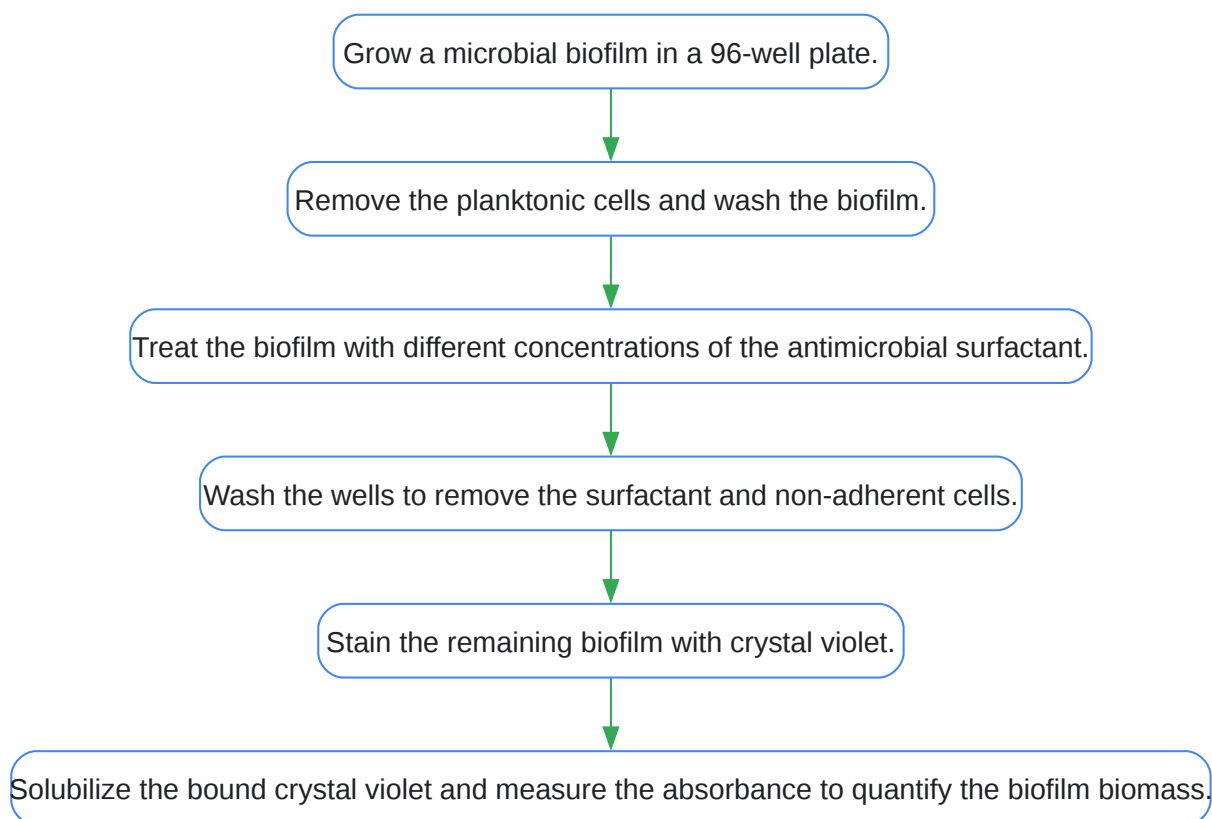 Grow a microbial biofilm in a 96-well plate.
Remove the planktonic cells and wash the biofilm.
Treat the biofilm with different concentrations of the antimicrobial surfactant.
Wash the wells to remove the surfactant and non-adherent cells.
Stain the remaining biofilm with crystal violet.
Solubilize the bound crystal violet and measure the absorbance to quantify the biofilm biomass.